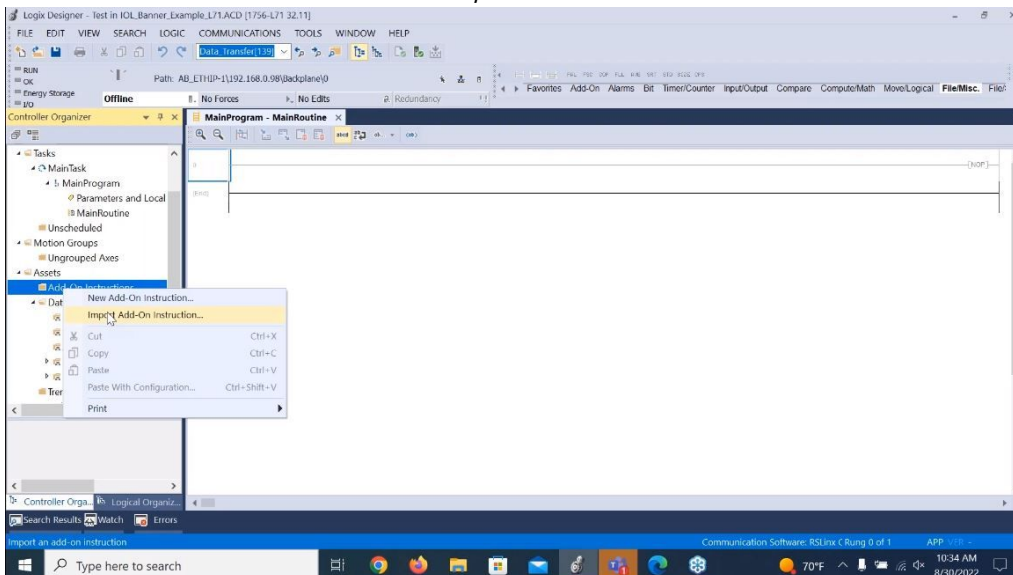 Logix Designer - Test in IOL_Banner_Example_L71.ACD [1756-L71 32.11]
FILE EDIT VIEW SEARCH LOGIC COMMUNICATIONS TOOLS WINDOW HELP
Data_Transfer[139]
RUN
OK
Energy Storage
I/O
Path: AB_ETHIP-1\192.168.0.98\Backplane\0
Offline
No Forces
No Edits
Redundancy
Favorites Add-On Alarms Bit Timer/Counter Input/Output Compare Compute/Math Move/Logical File/Misc. File/
Controller Organizer
MainProgram - MainRoutine
Tasks
MainTask
MainProgram
Parameters and Local
MainRoutine
Unscheduled
Motion Groups
Ungrouped Axes
Assets
Add-On Instructions
Dat
Tren
New Add-On Instruction...
Import Add-On Instruction...
Cut Ctrl+X
Copy Ctrl+C
Paste Ctrl+V
Paste With Configuration... Ctrl+Shift+V
Print
0
NOP
(End)
Controller Orga... Logical Organiz...
Search Results Watch Errors
Import an add-on instruction
Communication Software: RSLinx C Rung 0 of 1 APP VER
Type here to search
70°F
10:34 AM
8/30/2022